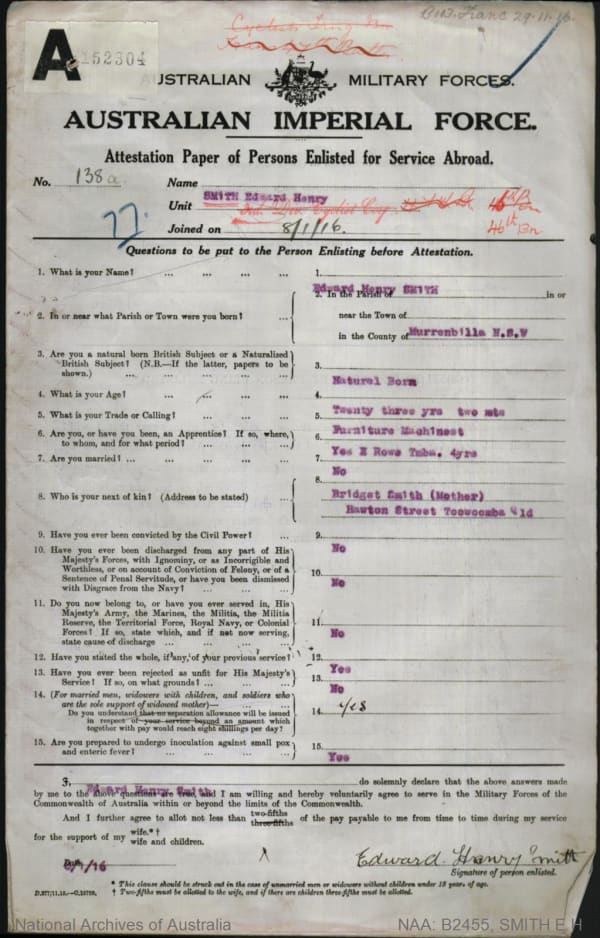 Cyclists Trng Bn
BIIB. Franc 29.11.16.
A
152304
AUSTRALIAN MILITARY FORCES.
AUSTRALIAN IMPERIAL FORCE.
Attestation Paper of Persons Enlisted for Service Abroad.
No. 138a Name SMITH Edward Henry
Unit 3rd Div. Cyclist Coy 46th Bn
46th Bn
77.
Joined on 8/1/16.
Questions to be put to the Person Enlisting before Attestation.
1. What is your Name? ... ... ... ... 1. Edward Henry SMITH
2. In or near what Parish or Town were you born? ... 2. In the Parish of in or
near the Town of
in the County of Murrenbilla N.S.W
3. Are you a natural born British Subject or a Naturalized
British Subject? (N.B.—If the latter, papers to be
shown.) ... ... ... ... 3. Natural Born
4. What is your Age? ... ... ... ... 4. Twenty three yrs two mts
5. What is your Trade or Calling? ... ... ... 5. Furniture Machinest
6. Are you, or have you been, an Apprentice? If so, where,
to whom, and for what period? ... ... ... 6. Yes E Rows Tmba. 4yrs
7. Are you married? ... ... ... ... ... 7. No
8. Who is your next of kin? (Address to be stated) ... 8. Bridget Smith (Mother)
Hawton Street Toowoomba Qld
9. Have you ever been convicted by the Civil Power? ... 9. No
10. Have you ever been discharged from any part of His
Majesty's Forces, with Ignominy, or as Incorrigible and
Worthless, or on account of Conviction of Felony, or of a
Sentence of Penal Servitude, or have you been dismissed
with Disgrace from the Navy? ... ... ... 10. No
11. Do you now belong to, or have you ever served in, His
Majesty's Army, the Marines, the Militia, the Militia
Reserve, the Territorial Force, Royal Navy, or Colonial
Forces? If so, state which, and if not now serving,
state cause of discharge ... ... ... ... 11. No
12. Have you stated the whole, if any, of your previous service? 12. Yes
13. Have you ever been rejected as unfit for His Majesty's
Service? If so, on what grounds? ... ... ... 13. No
14. (For married men, widowers with children, and soldiers who
are the sole support of widowed mother)— ... ...
Do you understand that no separation allowance will be issued
in respect of your service beyond an amount which
together with pay would reach eight shillings per day? 14. yes
15. Are you prepared to undergo inoculation against small pox
and enteric fever? ... ... ... ... 15. Yes
I, Edward Henry Smith do solemnly declare that the above answers made
by me to the above questions are true, and I am willing and hereby voluntarily agree to serve in the Military Forces of the
Commonwealth of Australia within or beyond the limits of the Commonwealth.
And I further agree to allot not less than two-fifths three-fifths of the pay payable to me from time to time during my service
for the support of my wife.*†
wife and children.
Date 8/1/16
Edward Henry Smith
Signature of person enlisted.
* This clause should be struck out in the case of unmarried men or widowers without children under 18 years of age.
† Two-fifths must be allotted to the wife, and if there are children three-fifths must be allotted.
National Archives of Australia NAA: B2455, SMITH E H